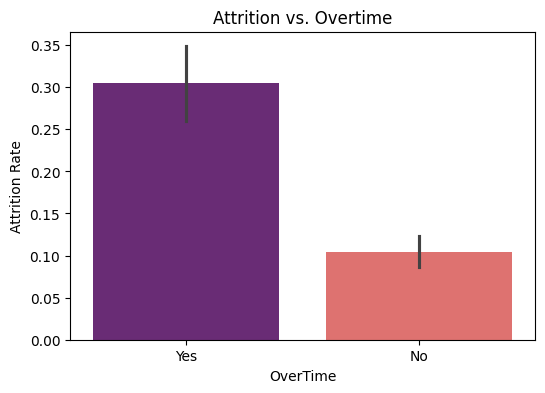 Attrition vs. Overtime
0.35
0.30
0.25
0.20
0.15
0.10
0.05
0.00
Attrition Rate
Yes
No
OverTime